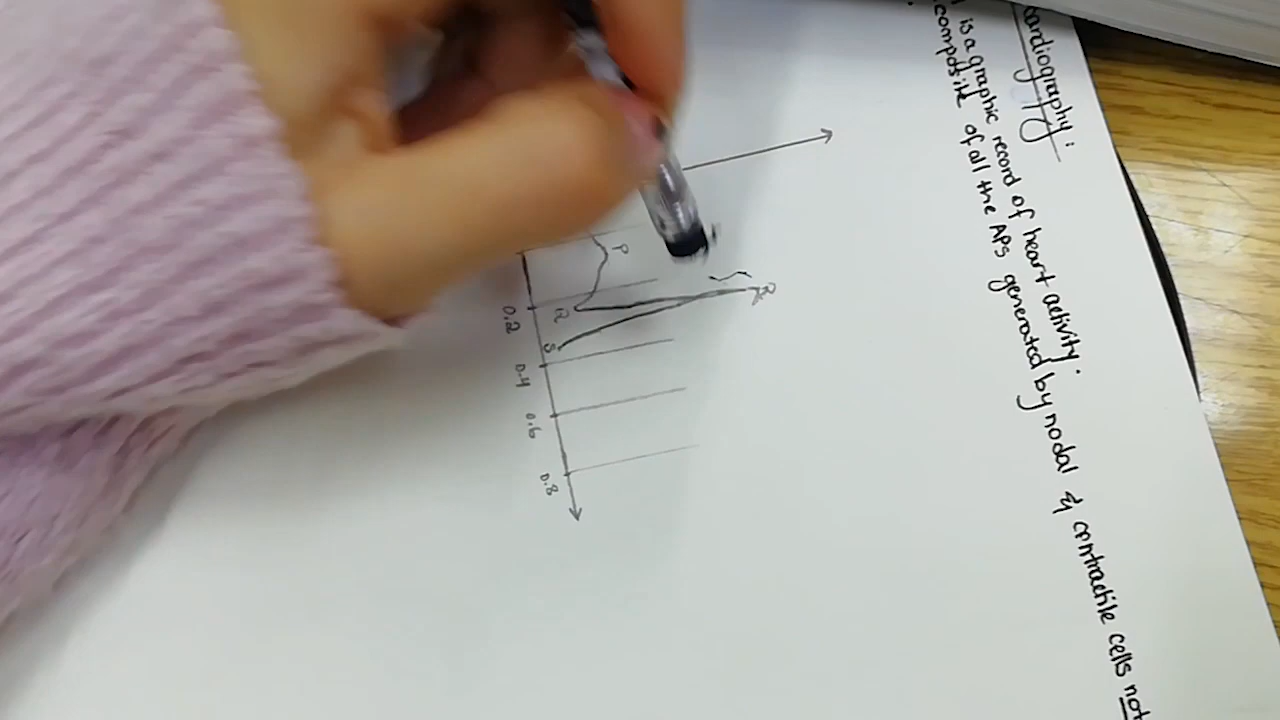 cardiography:
is a graphic record of heart activity.
composite of all the APs generated by nodal & contractile cells not
P
R
Q
S
0.2
0.4
0.6
0.8